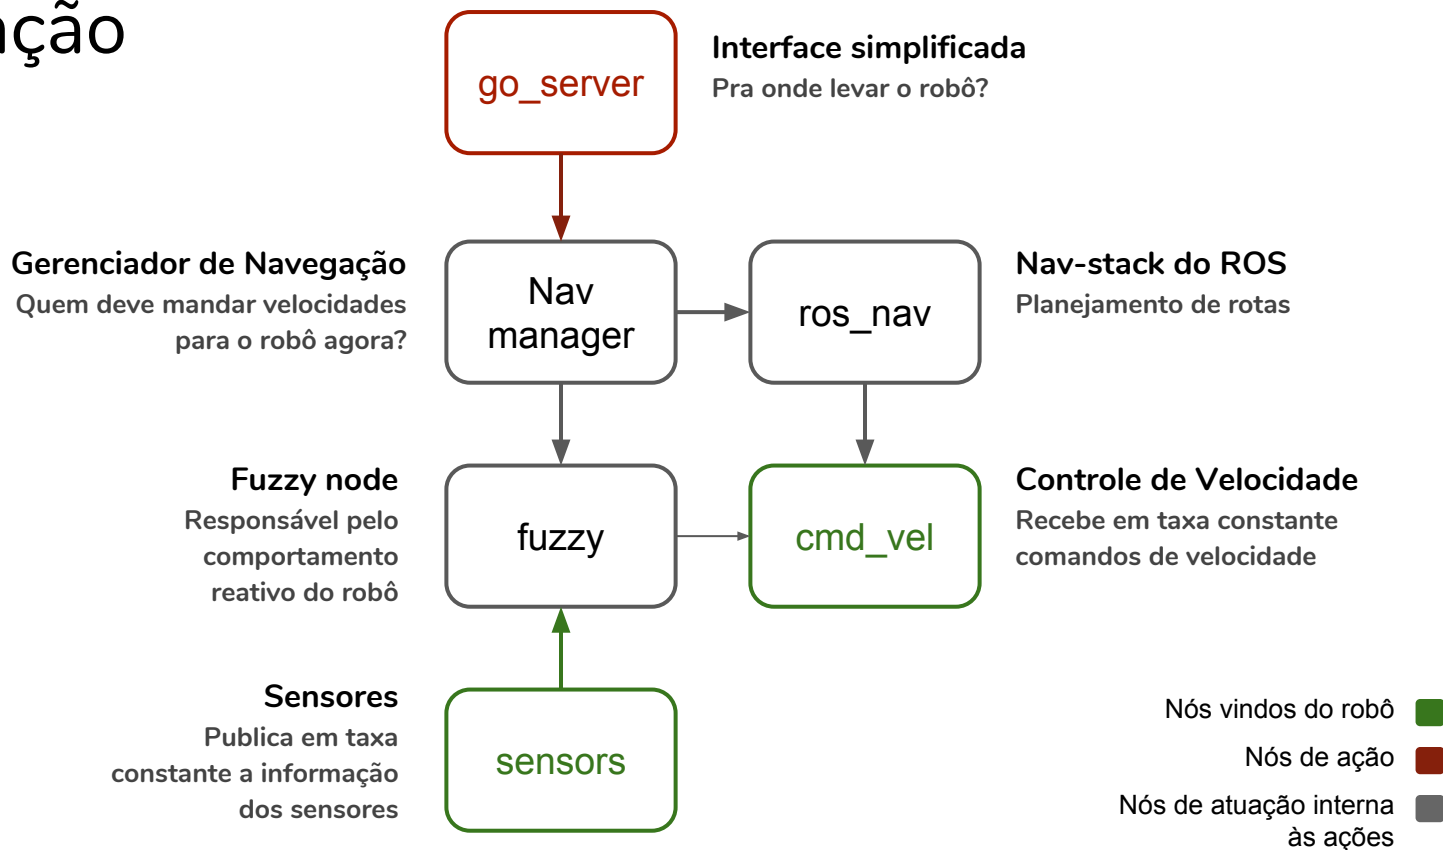 go_server
Interface simplificada
Pra onde levar o robô?
Gerenciador de Navegação
Quem deve mandar velocidades
para o robô agora?
Nav
manager
ros_nav
Nav-stack do ROS
Planejamento de rotas
Fuzzy node
Responsável pelo
comportamento
reativo do robô
fuzzy
cmd_vel
Controle de Velocidade
Recebe em taxa constante
comandos de velocidade
Sensores
Publica em taxa
constante a informação
dos sensores
sensors
Nós vindos do robô
Nós de ação
Nós de atuação interna
às ações